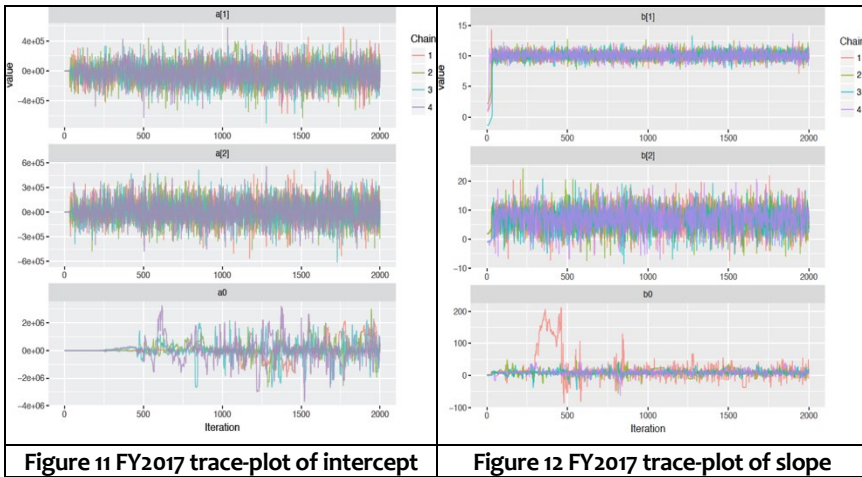 a[1]
4e+05
0e+00
-4e+05
0
500
1000
1500
2000
a[2]
6e+05
3e+05
0e+00
-3e+05
-6e+05
0
500
1000
1500
2000
a0
2e+06
0e+00
-2e+06
-4e+06
0
500
1000
1500
2000
value
Iteration
Chain
1
2
3
4
b[1]
15
10
5
0
0
500
1000
1500
2000
b[2]
20
10
0
-10
0
500
1000
1500
2000
b0
200
100
0
-100
0
500
1000
1500
2000
value
Iteration
Chain
1
2
3
4
Figure 11 FY2017 trace-plot of intercept
Figure 12 FY2017 trace-plot of slope